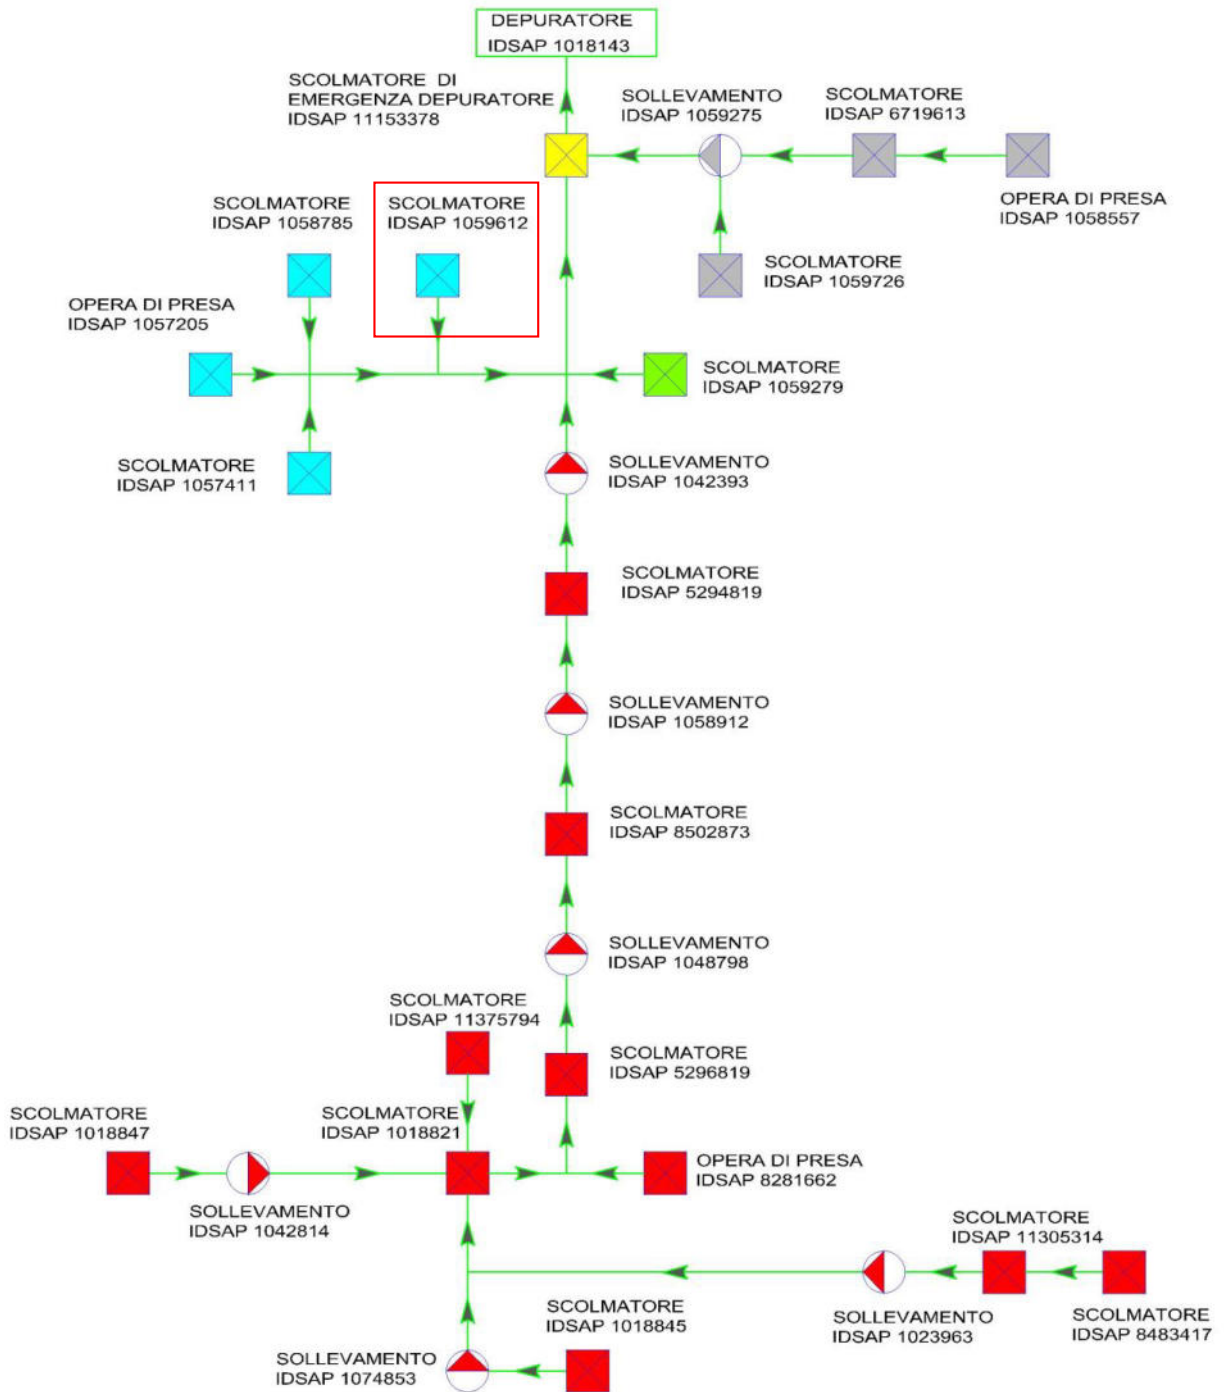 DEPURATORE
IDSAP 1018143
SCOLMATORE DI
EMERGENZA DEPURATORE
IDSAP 11153378
SOLLEVAMENTO
IDSAP 1059275
SCOLMATORE
IDSAP 6719613
OPERA DI PRESA
IDSAP 1058557
SCOLMATORE
IDSAP 1058785
SCOLMATORE
IDSAP 1059612
SCOLMATORE
IDSAP 1059726
OPERA DI PRESA
IDSAP 1057205
SCOLMATORE
IDSAP 1059279
SCOLMATORE
IDSAP 1057411
SOLLEVAMENTO
IDSAP 1042393
SCOLMATORE
IDSAP 5294819
SOLLEVAMENTO
IDSAP 1058912
SCOLMATORE
IDSAP 8502873
SOLLEVAMENTO
IDSAP 1048798
SCOLMATORE
IDSAP 11375794
SCOLMATORE
IDSAP 5296819
SCOLMATORE
IDSAP 1018847
SCOLMATORE
IDSAP 1018821
OPERA DI PRESA
IDSAP 8281662
SOLLEVAMENTO
IDSAP 1042814
SCOLMATORE
IDSAP 11305314
SCOLMATORE
IDSAP 1018845
SOLLEVAMENTO
IDSAP 1023963
SCOLMATORE
IDSAP 8483417
SOLLEVAMENTO
IDSAP 1074853